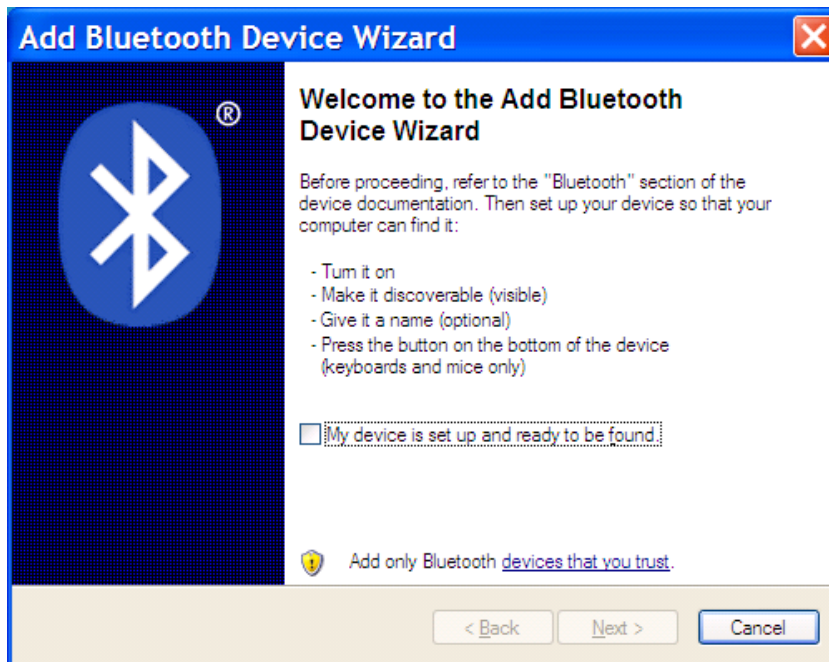 Add Bluetooth Device Wizard
®
Welcome to the Add Bluetooth
Device Wizard
Before proceeding, refer to the "Bluetooth" section of the
device documentation. Then set up your device so that your
computer can find it:
- Turn it on
- Make it discoverable (visible)
- Give it a name (optional)
- Press the button on the bottom of the device
(keyboards and mice only)
My device is set up and ready to be found.
Add only Bluetooth devices that you trust.
< Back Next > Cancel